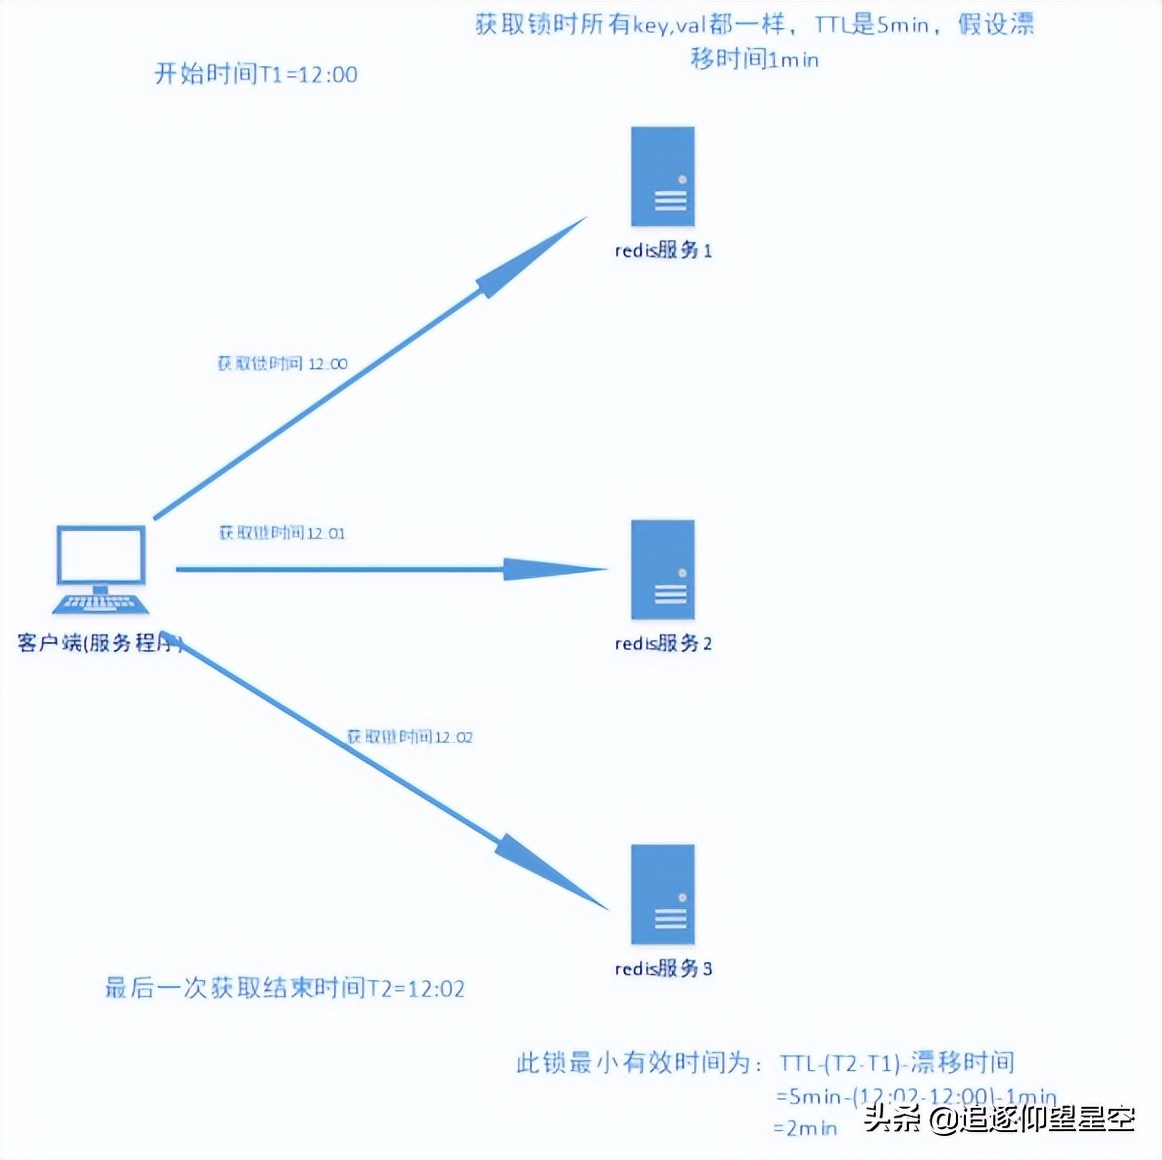 获取锁时所有key,val都一样，TTL是5min，假设漂
移时间1min
开始时间T1=12:00
redis服务1
获取锁时间 12:00
获取链时间12:01
客户端(服务程序)
redis服务2
获取链时间12:02
redis服务3
最后一次获取结束时间T2=12:02
此锁最小有效时间为：TTL-(T2-T1)-漂移时间
=5min-(12:02-12:00)-1min
=2min
头条 @追逐仰望星空